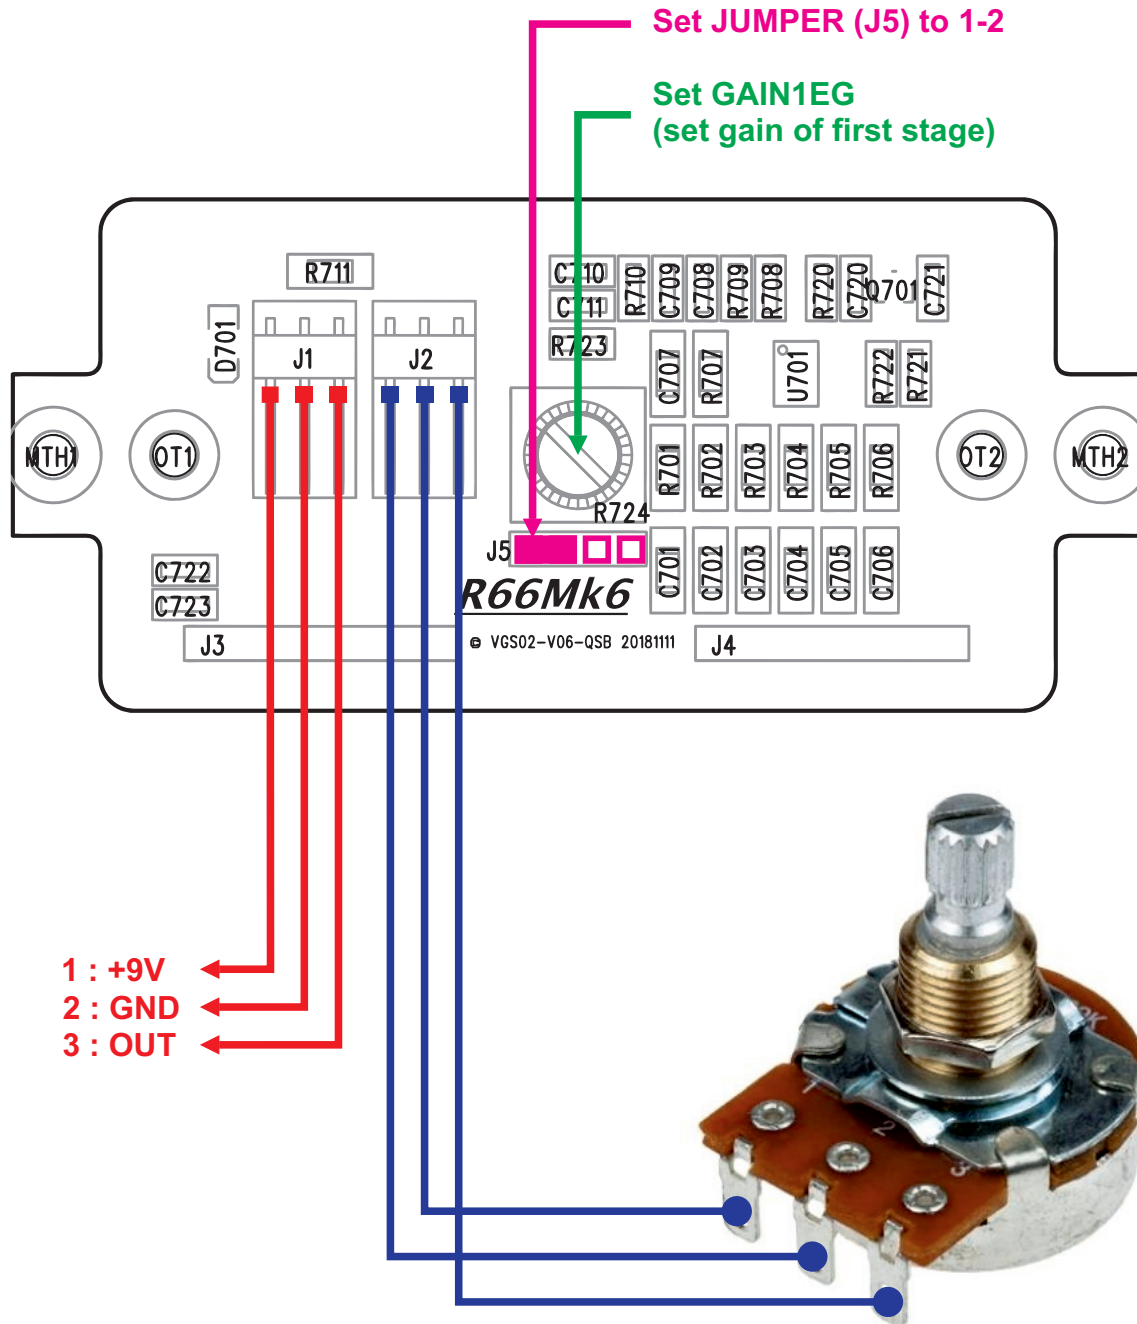 Set JUMPER (J5) to 1-2
Set GAIN1EG
(set gain of first stage)
R711
C710
C711
R723
R710
C709
C708
R709
R708
R720
C720
Q701
C721
D701
J1
J2
C707
R707
U701
R722
R721
MTH1
OT1
OT2
MTH2
R701
R702
R703
R704
R705
R706
R724
J5
C701
C702
C703
C704
C705
C706
C722
C723
R66Mk6
J3
© VGS02-V06-QSB 20181111
J4
1 : +9V
2 : GND
3 : OUT
1
2
3